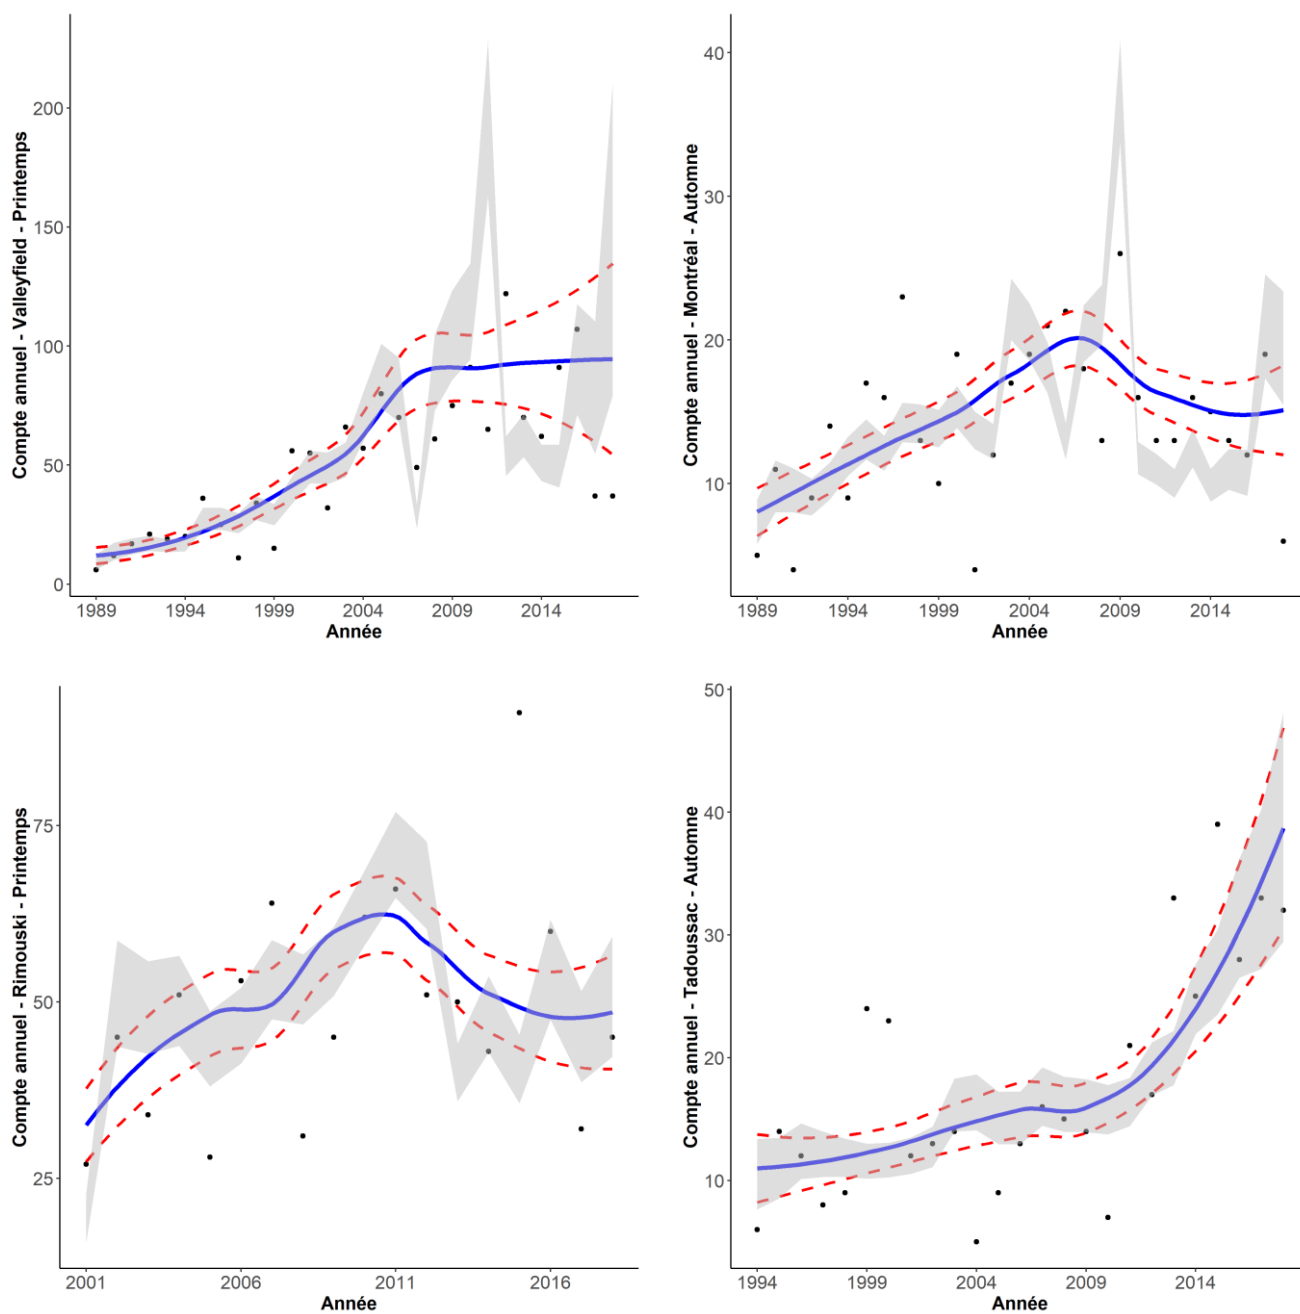 Compte annuel - Valleyfield - Printemps
200
150
100
50
0
1989 1994 1999 2004 2009 2014
Année
Compte annuel - Montréal - Automne
40
30
20
10
1989 1994 1999 2004 2009 2014
Année
Compte annuel - Rimouski - Printemps
75
50
25
2001 2006 2011 2016
Année
Compte annuel - Tadoussac - Automne
50
40
30
20
10
1994 1999 2004 2009 2014
Année